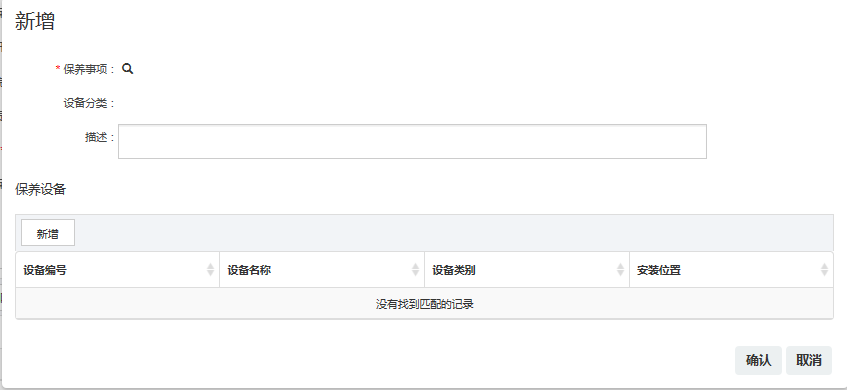 新增
* 保养事项：
设备分类：
描述：
保养设备
新增
设备编号 设备名称 设备类别 安装位置
没有找到匹配的记录
确认 取消